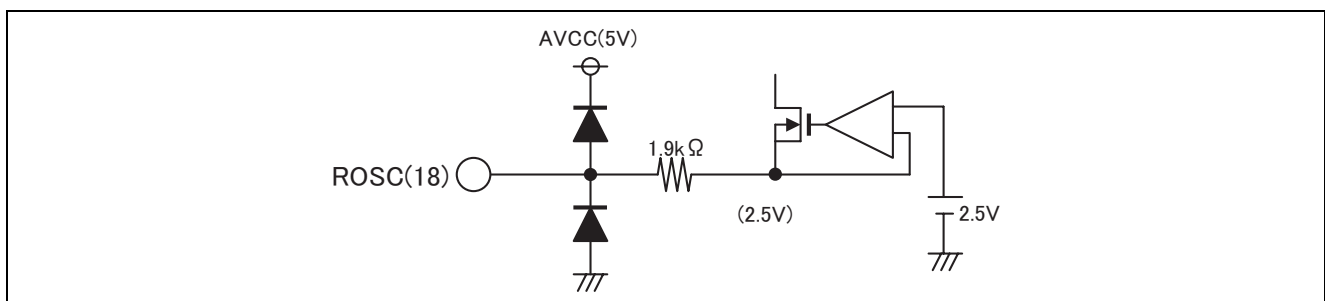 AVCC(5V)
1.9kΩ
ROSC(18)
(2.5V)
2.5V